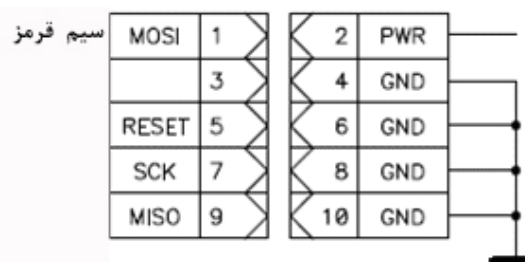 سیم قرمز MOSI 1 2 PWR
3 4 GND
RESET 5 6 GND
SCK 7 8 GND
MISO 9 10 GND